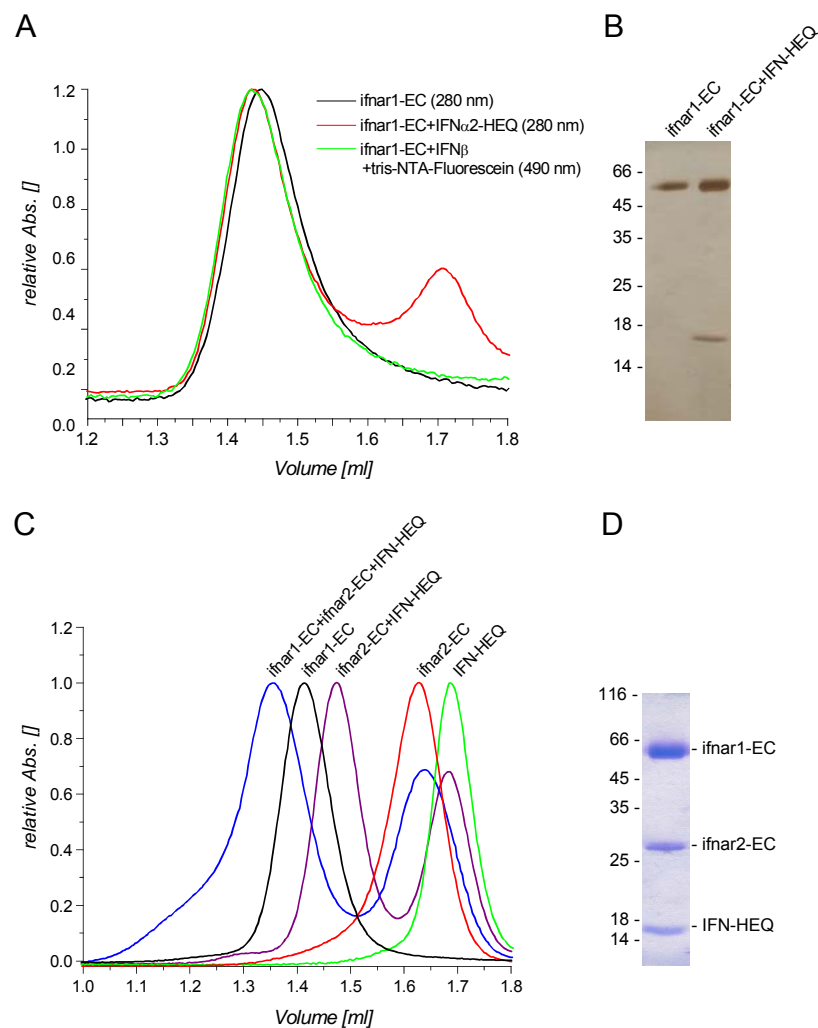 A
ifnar1-EC (280 nm)
ifnar1-EC+IFNα2-HEQ (280 nm)
ifnar1-EC+IFNβ
+tris-NTA-Fluorescein (490 nm)
1.2
1.0
0.8
0.6
0.4
0.2
0.0
relative Abs. []
1.2 1.3 1.4 1.5 1.6 1.7 1.8
Volume [ml]
B
ifnar1-EC
ifnar1-EC+IFN-HEQ
66 -
45 -
35 -
25 -
18 -
14 -
C
ifnar1-EC+ifnar2-EC+IFN-HEQ
ifnar1-EC
ifnar2-EC+IFN-HEQ
ifnar2-EC
IFN-HEQ
1.2
1.0
0.8
0.6
0.4
0.2
0.0
relative Abs. []
1.0 1.1 1.2 1.3 1.4 1.5 1.6 1.7 1.8
Volume [ml]
D
116 -
66 -
45 -
35 -
25 -
18 -
14 -
- ifnar1-EC
- ifnar2-EC
- IFN-HEQ